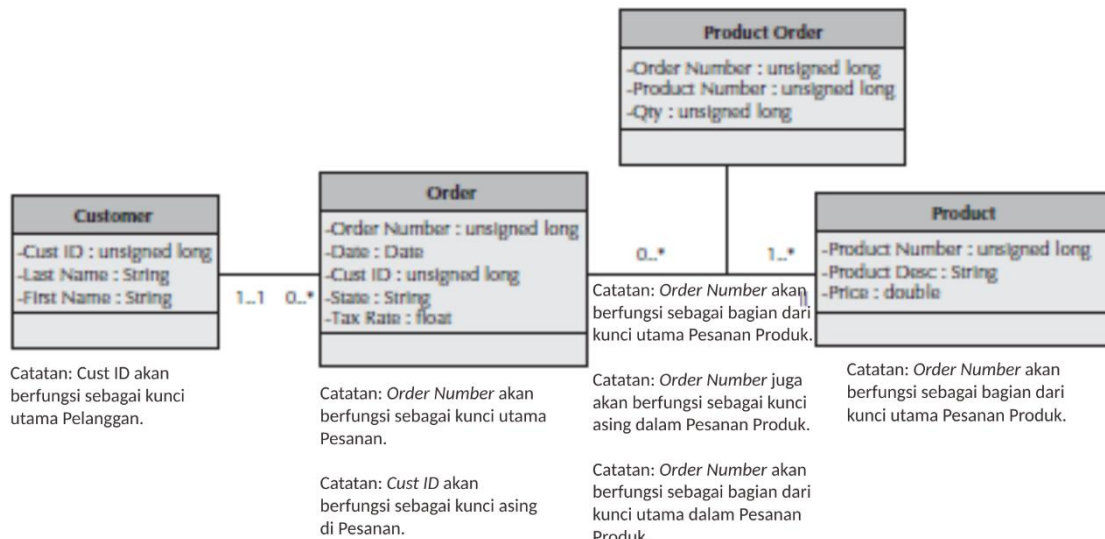 Product Order
-Order Number : unsigned long
-Product Number : unsigned long
-Qty : unsigned long
Customer
-Cust ID : unsigned long
-Last Name : String
-First Name : String
1..1 0..*
Order
-Order Number : unsigned long
-Date : Date
-Cust ID : unsigned long
-State : String
-Tax Rate : float
0..* 1..*
Product
-Product Number : unsigned long
-Product Desc : String
-Price : double
Catatan: Cust ID akan
berfungsi sebagai kunci
utama Pelanggan.
Catatan: Order Number akan
berfungsi sebagai kunci utama
Pesanan.
Catatan: Cust ID akan
berfungsi sebagai kunci asing
di Pesanan.
Catatan: Order Number akan
berfungsi sebagai bagian dari
kunci utama Pesanan Produk.
Catatan: Order Number juga
akan berfungsi sebagai kunci
asing dalam Pesanan Produk.
Catatan: Order Number akan
berfungsi sebagai bagian dari
kunci utama dalam Pesanan
Produk
Catatan: Order Number akan
berfungsi sebagai bagian dari
kunci utama Pesanan Produk.